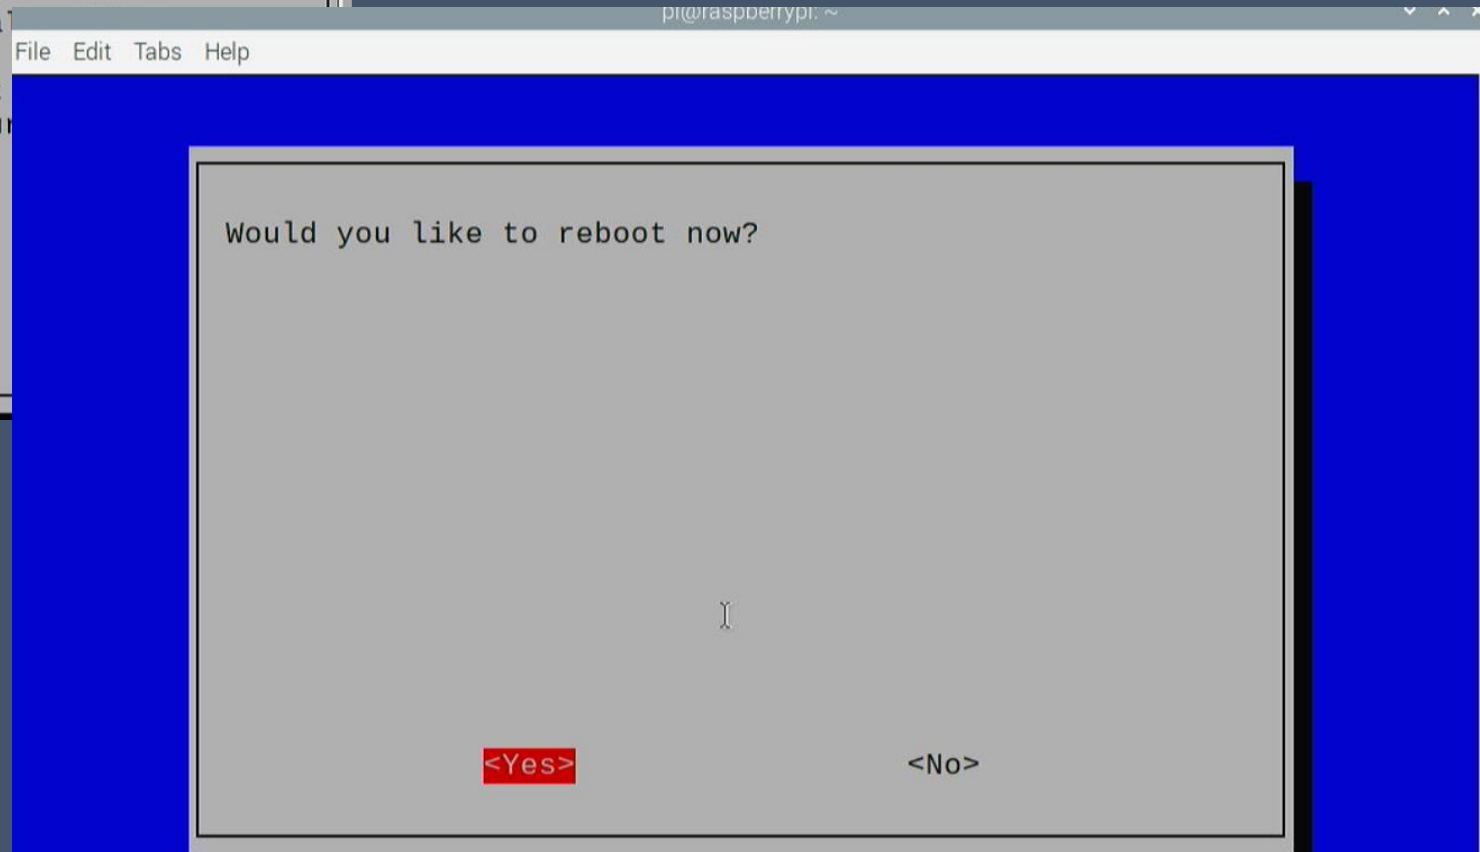 pi@raspberrypi: ~
File Edit Tabs Help
Would you like to reboot now?
<Yes> <No>